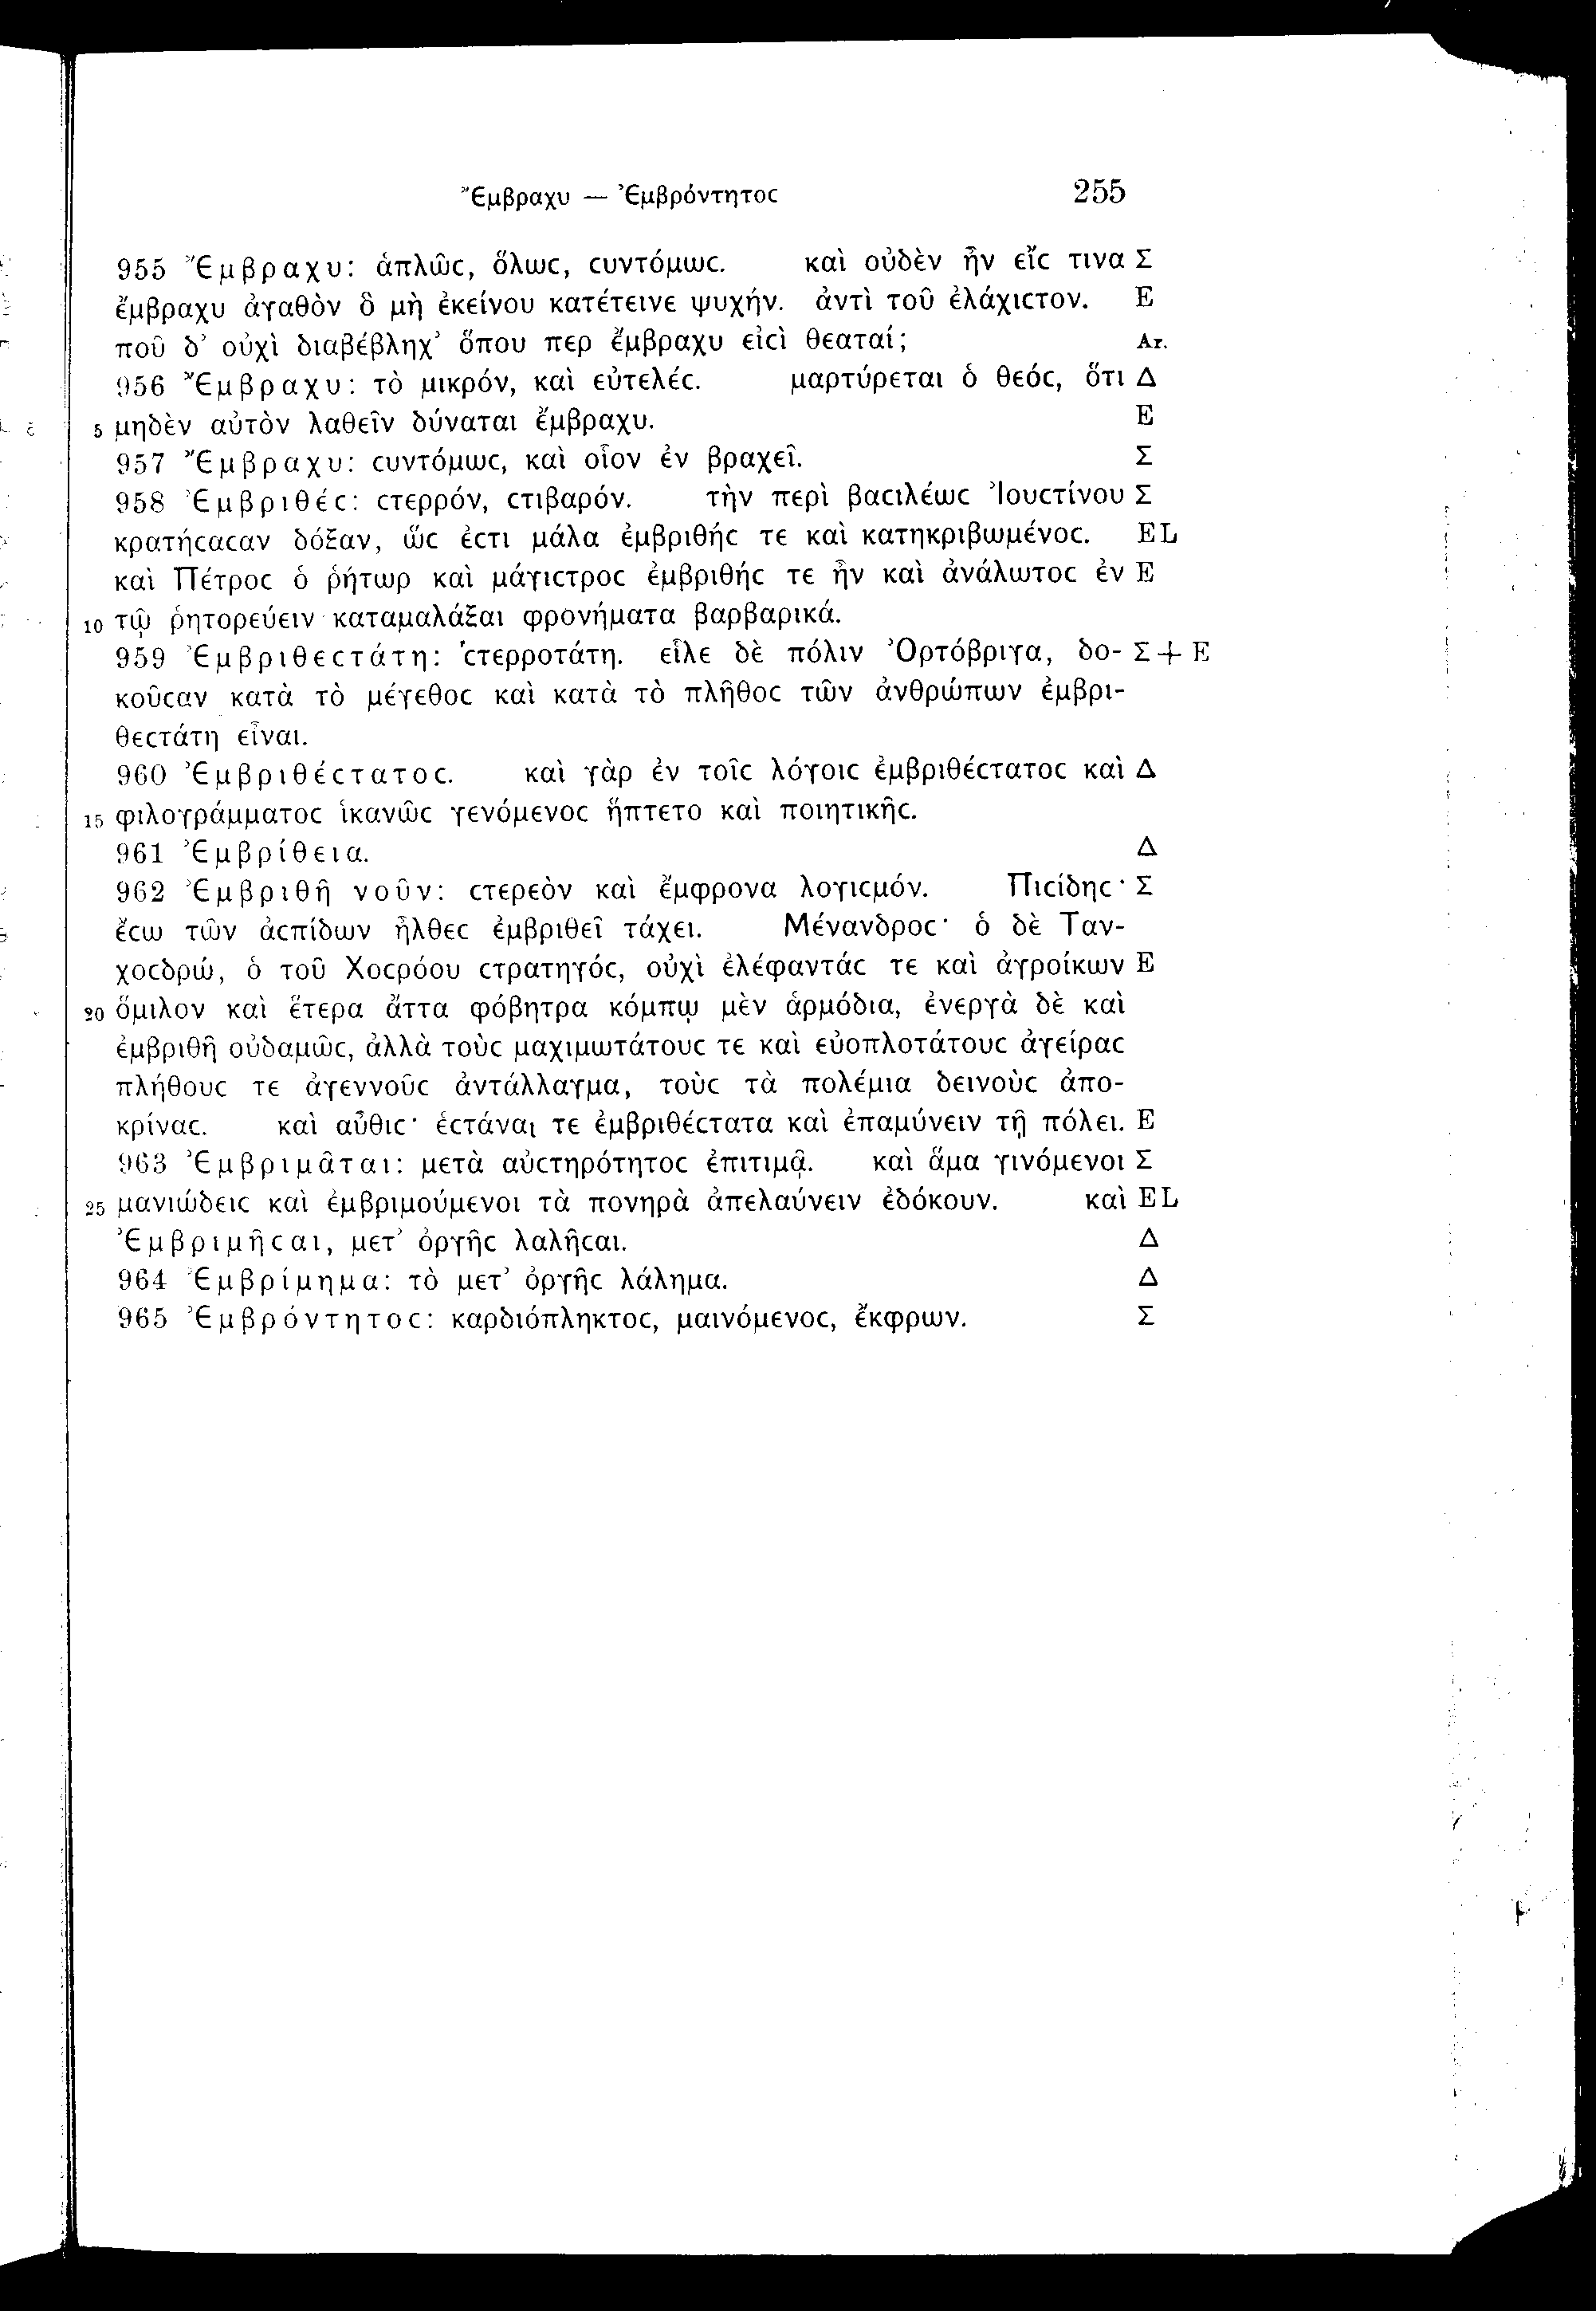 Ἔμβραχυ — Ἐμβρόντητοϲ 255
955 Ἔμβραχυ: ἁπλῶϲ, ὅλωϲ, ϲυντόμωϲ. καὶ οὐδὲν ἦν εἴϲ τινα Σ
ἔμβραχυ ἀγαθὸν ὃ μὴ ἐκείνου κατέτεινε ψυχήν. ἀντὶ τοῦ ἐλάχιϲτον. E
ποῦ δ’ οὐχὶ διαβέβληχ’ ὅπου περ ἔμβραχυ εἰϲὶ θεαταί; Ar.
956 Ἔμβραχυ: τὸ μικρόν, καὶ εὐτελέϲ. μαρτύρεται ὁ θεόϲ, ὅτι Δ
5 μηδὲν αὐτὸν λαθεῖν δύναται ἔμβραχυ. E
957 Ἔμβραχυ: ϲυντόμωϲ, καὶ οἷον ἐν βραχεῖ. Σ
958 Ἐμβριθέϲ: ϲτερρόν, ϲτιβαρόν. τὴν περὶ βαϲιλέωϲ Ἰουϲτίνου Σ
κρατήϲαϲαν δόξαν, ὥϲ ἐϲτι μάλα ἐμβριθήϲ τε καὶ κατηκριβωμένοϲ. EL
καὶ Πέτροϲ ὁ ῥήτωρ καὶ μάγιϲτροϲ ἐμβριθήϲ τε ἦν καὶ ἀνάλωτοϲ ἐν E
10 τῷ ῥητορεύειν καταμαλάξαι φρονήματα βαρβαρικά.
959 Ἐμβριθεϲτάτη: ϲτερροτάτη. εἷλε δὲ πόλιν Ὀρτόβριγα, δο- Σ+E
κοῦϲαν κατὰ τὸ μέγεθοϲ καὶ κατὰ τὸ πλῆθοϲ τῶν ἀνθρώπων ἐμβρι-
θεϲτάτη εἶναι.
960 Ἐμβριθέϲτατοϲ. καὶ γὰρ ἐν τοῖϲ λόγοιϲ ἐμβριθέϲτατοϲ καὶ Δ
15 φιλογράμματοϲ ἱκανῶϲ γενόμενοϲ ἥπτετο καὶ ποιητικῆϲ.
961 Ἐμβρίθεια. Δ
962 Ἐμβριθῆ νοῦν: ϲτερεὸν καὶ ἔμφρονα λογιϲμόν. Πιϲίδηϲ· Σ
ἔϲω τῶν ἀϲπίδων ἦλθεϲ ἐμβριθεῖ τάχει. Μένανδροϲ· ὁ δὲ Ταν-
χοϲδρώ, ὁ τοῦ Χοϲρόου ϲτρατηγόϲ, οὐχὶ ἐλέφαντάϲ τε καὶ ἀγροίκων E
20 ὅμιλον καὶ ἕτερα ἄττα φόβητρα κόμπῳ μὲν ἁρμόδια, ἐνεργὰ δὲ καὶ
ἐμβριθῆ οὐδαμῶϲ, ἀλλὰ τοὺϲ μαχιμωτάτουϲ τε καὶ εὐοπλοτάτουϲ ἀγείραϲ
πλήθουϲ τε ἀγεννοῦϲ ἀντάλλαγμα, τοὺϲ τὰ πολέμια δεινοὺϲ ἀπο-
κρίναϲ. καὶ αὖθιϲ· ἑϲτάναι τε ἐμβριθέϲτατα καὶ ἐπαμύνειν τῇ πόλει. E
963 Ἐμβριμᾶται: μετὰ αὐϲτηρότητοϲ ἐπιτιμᾷ. καὶ ἅμα γινόμενοι Σ
25 μανιώδειϲ καὶ ἐμβριμούμενοι τὰ πονηρὰ ἀπελαύνειν ἐδόκουν. καὶ EL
Ἐμβριμῆϲαι, μετ’ ὀργῆϲ λαλῆϲαι. Δ
964 Ἐμβρίμημα: τὸ μετ’ ὀργῆϲ λάλημα. Δ
965 Ἐμβρόντητοϲ: καρδιόπληκτοϲ, μαινόμενοϲ, ἔκφρων. Σ